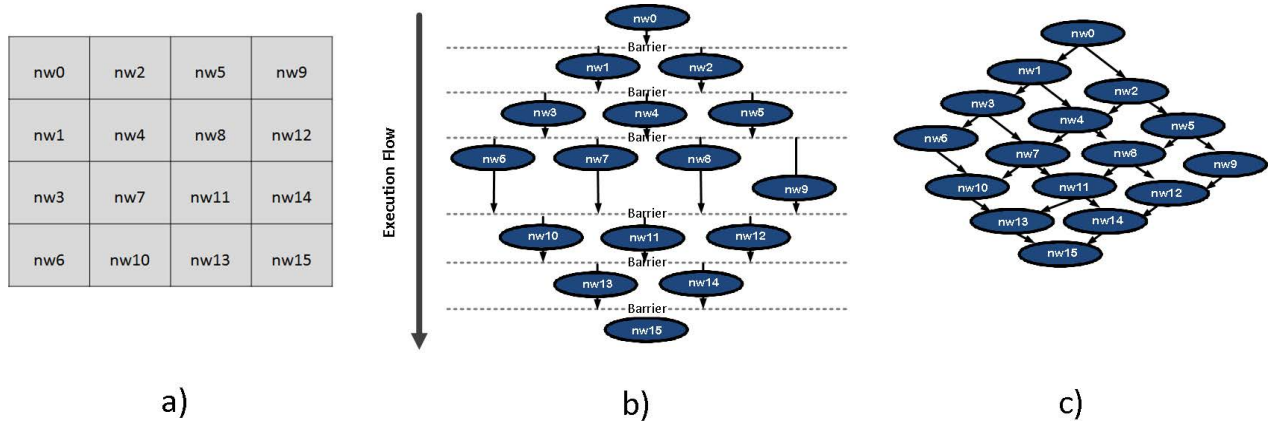 nw0 nw2 nw5 nw9
nw1 nw4 nw8 nw12
nw3 nw7 nw11 nw14
nw6 nw10 nw13 nw15
a)
Execution Flow
nw0
Barrier
nw1 nw2
Barrier
nw3 nw4 nw5
Barrier
nw6 nw7 nw8
nw9
Barrier
nw10 nw11 nw12
Barrier
nw13 nw14
Barrier
nw15
b)
nw0
nw1
nw2
nw3
nw4
nw5
nw6
nw7 nw8
nw9
nw10 nw11
nw12
nw13 nw14
nw15
c)